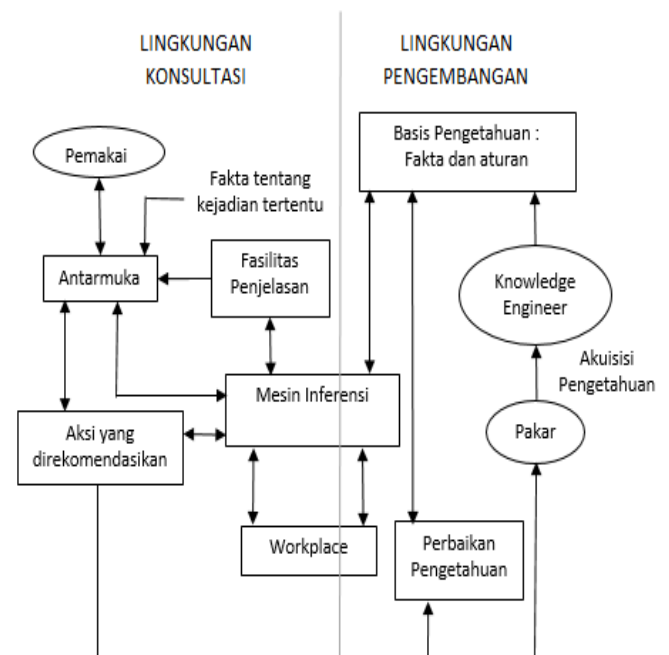 LINGKUNGAN
KONSULTASI
LINGKUNGAN
PENGEMBANGAN
Basis Pengetahuan :
Fakta dan aturan
Pemakai
Fakta tentang
kejadian tertentu
Antarmuka
Fasilitas
Penjelasan
Knowledge
Engineer
Akuisisi
Pengetahuan
Mesin Inferensi
Aksi yang
direkomendasikan
Pakar
Workplace
Perbaikan
Pengetahuan